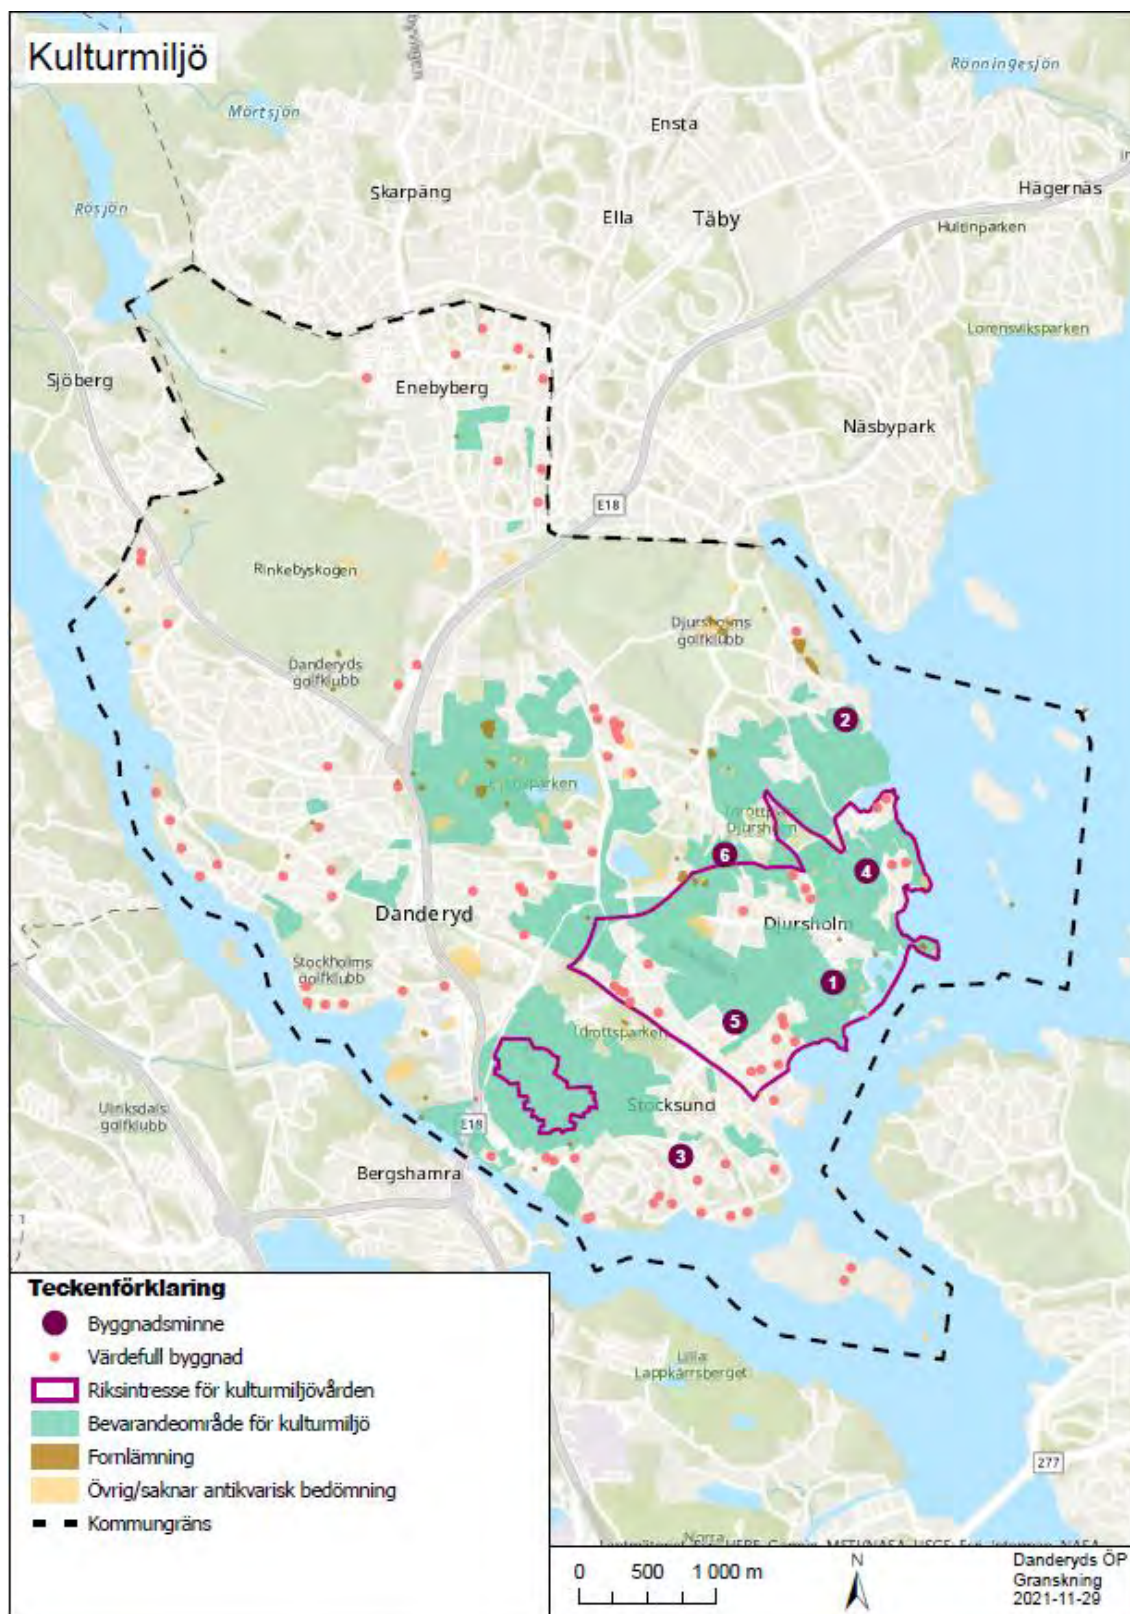 Kulturmiljö
Rönningesjön
Mörtsjön
Ensta
Skarpäng
Hägernäs
Rösjön
Ella
Täby
Hultinparken
Lorensviksparken
Sjöberg
Enebyberg
Näsbypark
E18
Rinkebyskogen
Djursholms
golfklubb
Danderyds
golfklubb
2
Djursholm
6
4
Danderyd
Djursholm
Stockholms
golfklubb
1
5
Idrottsparken
Stocksund
Ulriksdals
golfklubb
E18
3
Bergshamra
Lilla
Lappkärrsberget
277
Norra
Teckenförklaring
Byggnadsminne
Värdefull byggnad
Riksintresse för kulturmiljövården
Bevarandeområde för kulturmiljö
Fornlämning
Övrig/saknar antikvarisk bedömning
Kommungräns
0 500 1 000 m
N
Danderyds ÖP
Granskning
2021-11-29